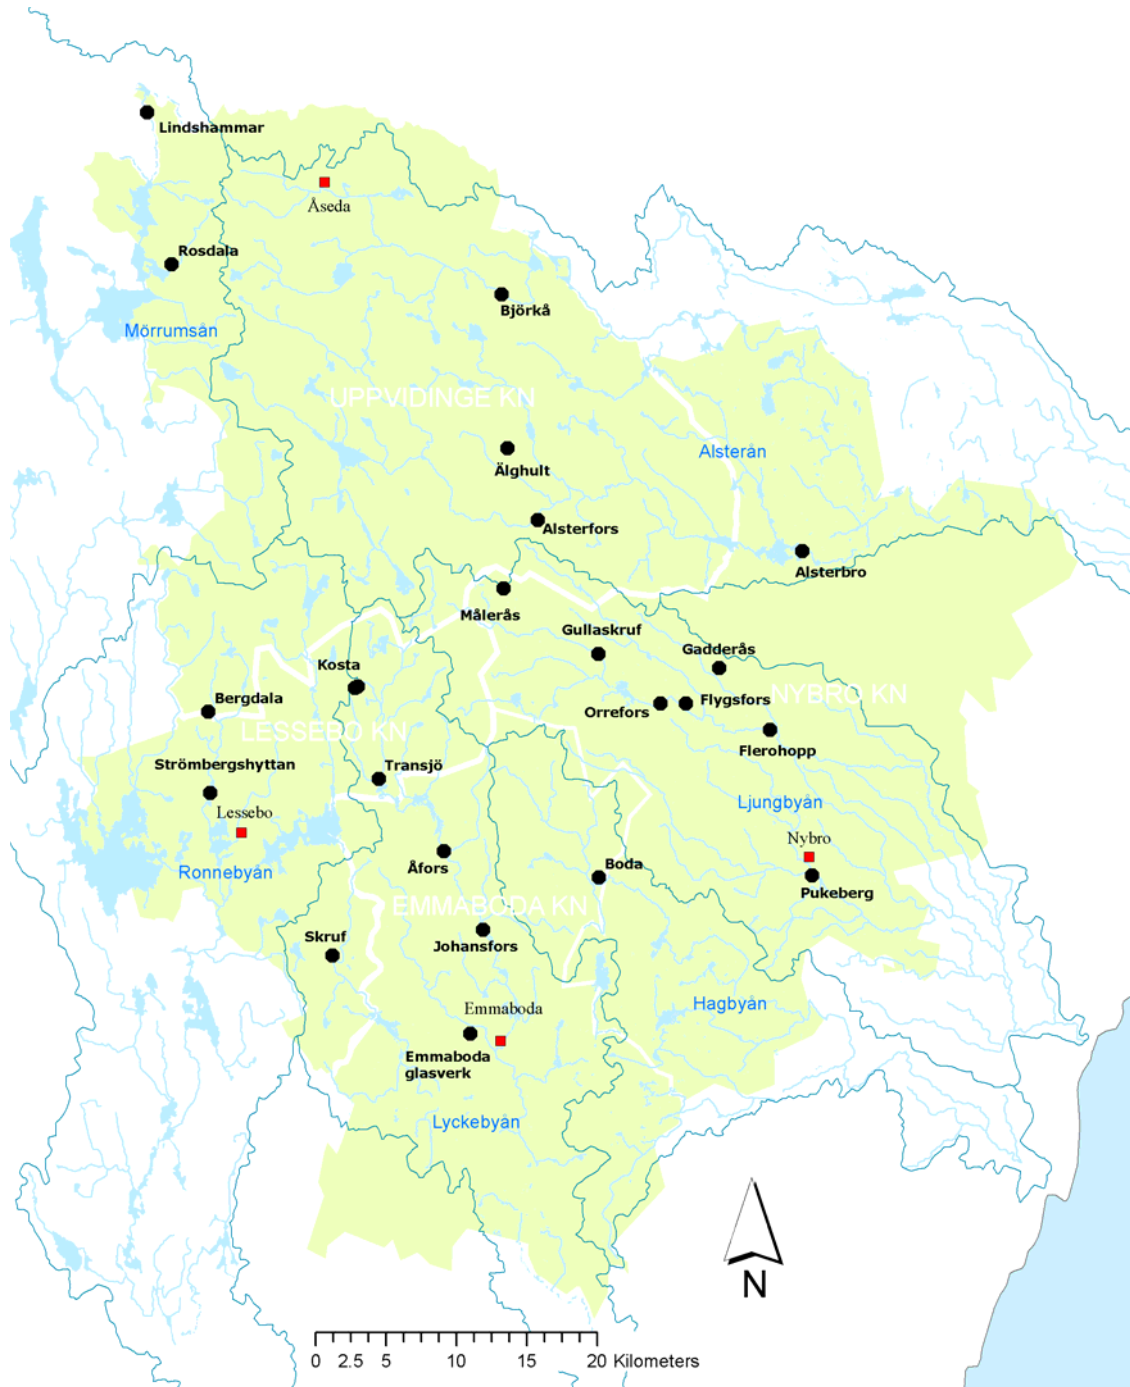 Lindshammar
Åseda
Rosdala
Björkå
Mörrumsån
UPPVIDINGE KN
Alsterån
Älghult
Alsterfors
Alsterbro
Målerås
Gullaskruf
Gadderås
Kosta
NYBRO KN
Bergdala
Flygsfors
Orrefors
LESSEBO KN
Flerohopp
Strömbergshyttan
Transjö
Ljungbyån
Lessebo
Nybro
Åfors
Boda
Ronnebyån
Pukeberg
EMMABODA KN
Skruf
Johansfors
Hagbyån
Emmaboda
Emmaboda
glasverk
Lyckebyån
N
0 2.5 5 10 15 20 Kilometers